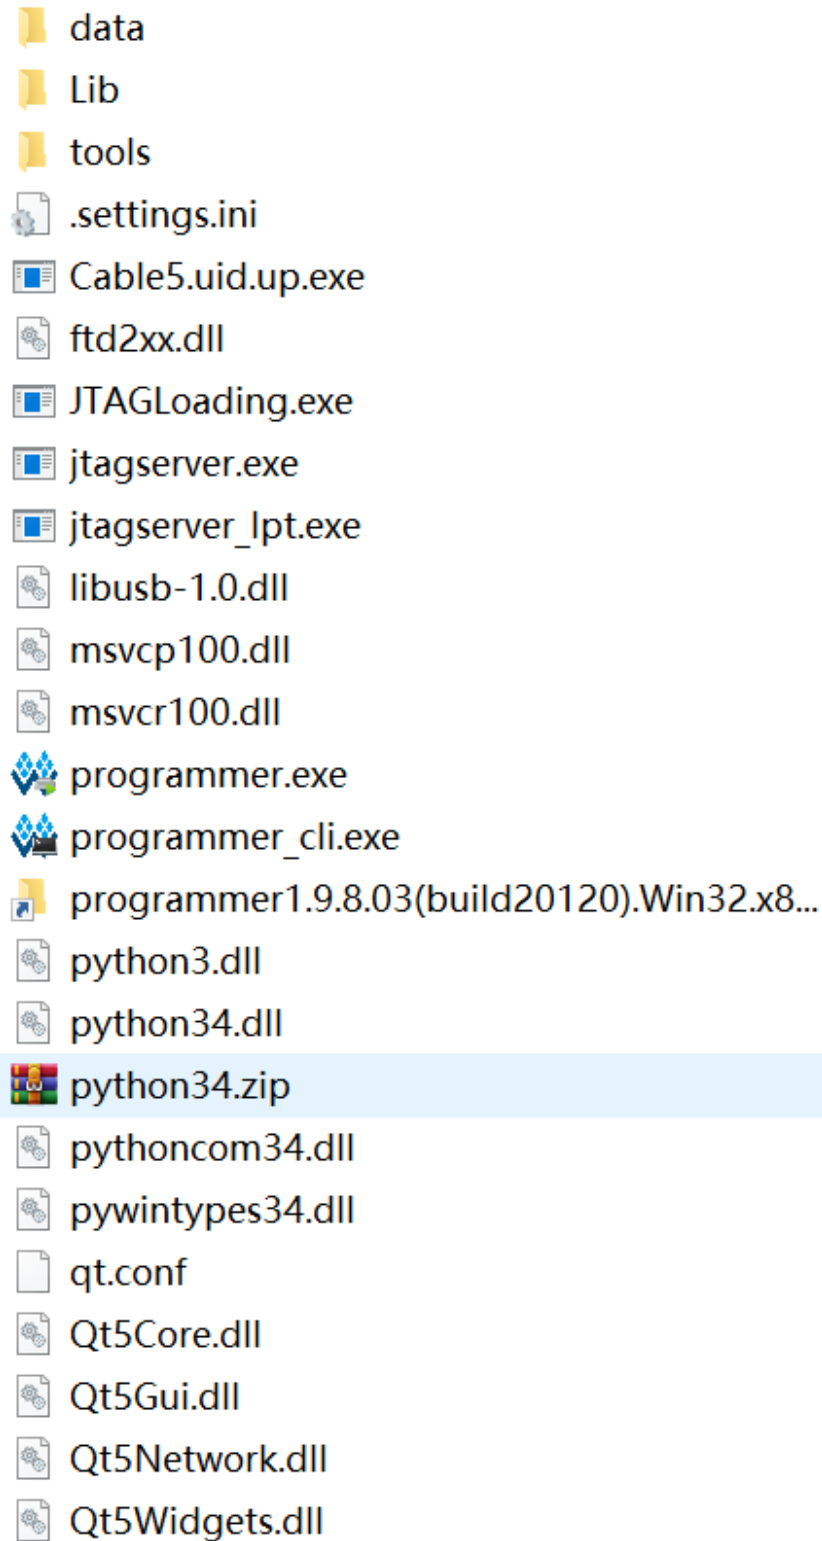 data
Lib
tools
.settings.ini
Cable5.uid.up.exe
ftd2xx.dll
JTAGLoading.exe
jtagserver.exe
jtagserver_lpt.exe
libusb-1.0.dll
msvcp100.dll
msvcr100.dll
programmer.exe
programmer_cli.exe
programmer1.9.8.03(build20120).Win32.x8...
python3.dll
python34.dll
python34.zip
pythoncom34.dll
pywintypes34.dll
qt.conf
Qt5Core.dll
Qt5Gui.dll
Qt5Network.dll
Qt5Widgets.dll